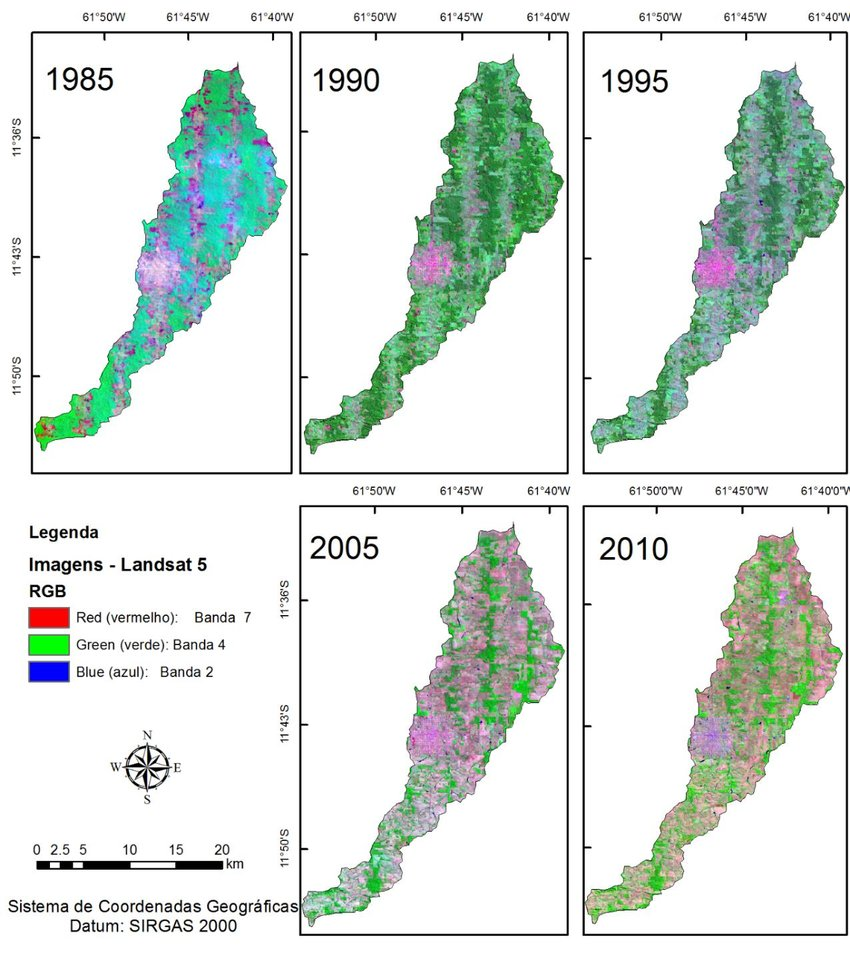 61°50'W 61°45'W 61°40'W
61°50'W 61°45'W 61°40'W
61°50'W 61°45'W 61°40'W
1985
1990
1995
11°36'S
11°43'S
11°50'S
61°50'W 61°45'W 61°40'W
61°50'0"W 61°45'0"W 61°40'0"W
2005
2010
11°36'S
11°43'S
11°50'S
Legenda
Imagens - Landsat 5
RGB
Red (vermelho): Banda 7
Green (verde): Banda 4
Blue (azul): Banda 2
N
W E
S
0 2.5 5 10 15 20
km
Sistema de Coordenadas Geográficas
Datum: SIRGAS 2000